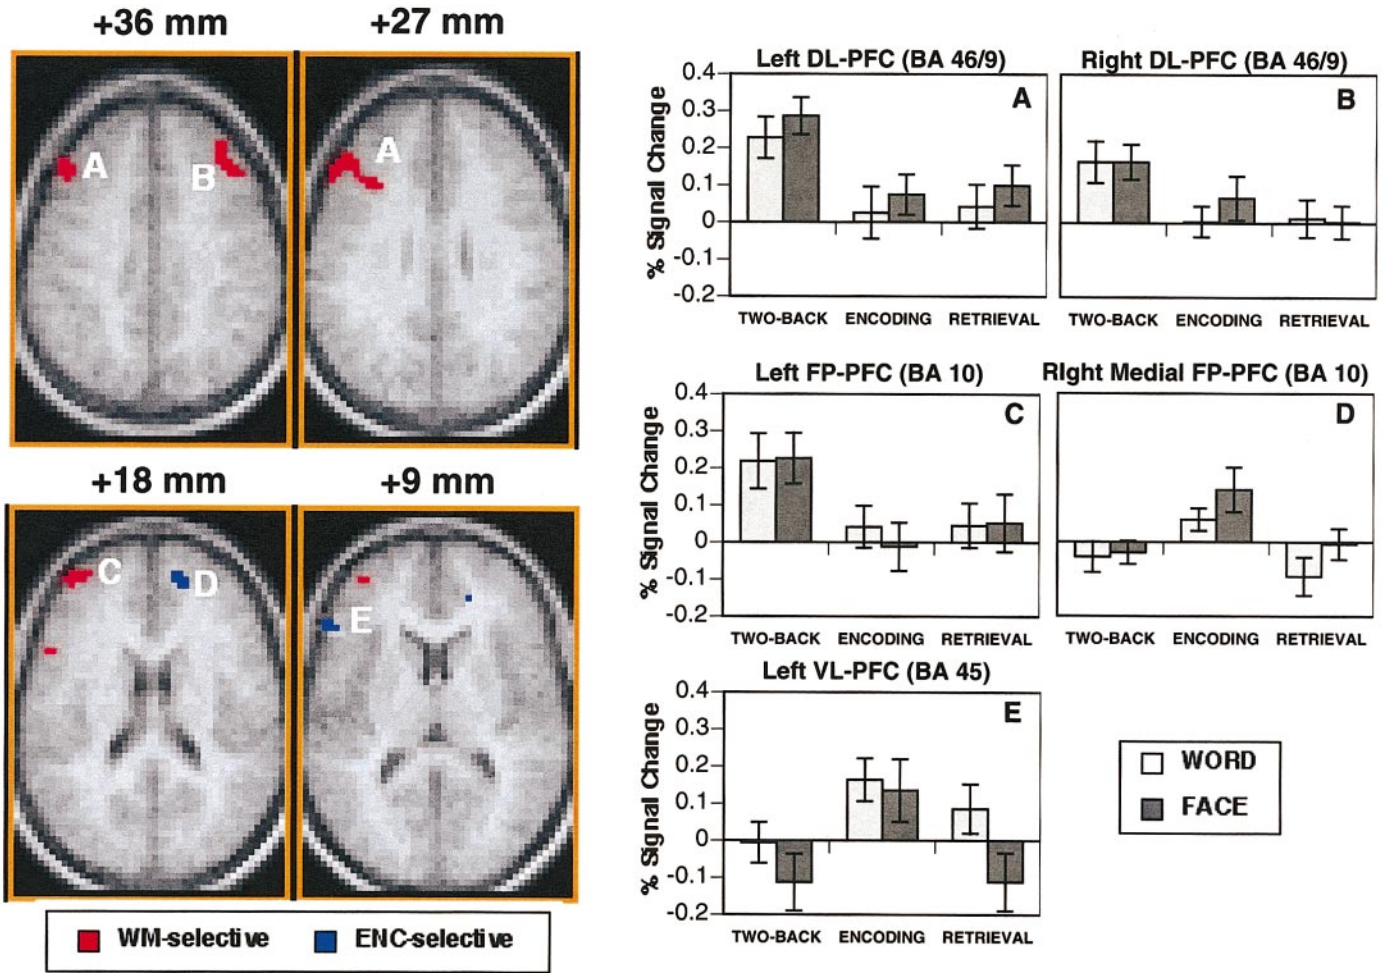 +36 mm
+27 mm
A
B
A
+18 mm
+9 mm
C
D
E
WM-selective
ENC-selective
Left DL-PFC (BA 46/9)
A
% Signal Change
0.4
0.3
0.2
0.1
0
-0.1
-0.2
TWO-BACK ENCODING RETRIEVAL
Right DL-PFC (BA 46/9)
B
TWO-BACK ENCODING RETRIEVAL
Left FP-PFC (BA 10)
C
% Signal Change
0.4
0.3
0.2
0.1
0
-0.1
-0.2
TWO-BACK ENCODING RETRIEVAL
RIght Medial FP-PFC (BA 10)
D
TWO-BACK ENCODING RETRIEVAL
Left VL-PFC (BA 45)
E
% Signal Change
0.4
0.3
0.2
0.1
0
-0.1
-0.2
TWO-BACK ENCODING RETRIEVAL
WORD
FACE